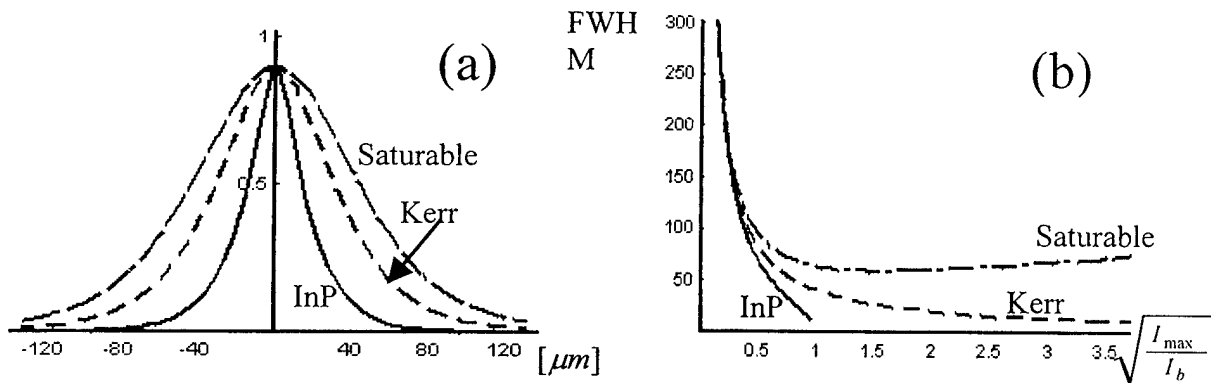 1
(a)
Saturable
0.5
Kerr
InP
-120 -80 -40 40 80 120 [μm]
FWH
M
(b)
300
250
200
150
100
50
Saturable
Kerr
InP
0.5 1 1.5 2 2.5 3 3.5 √(I_max/I_b)